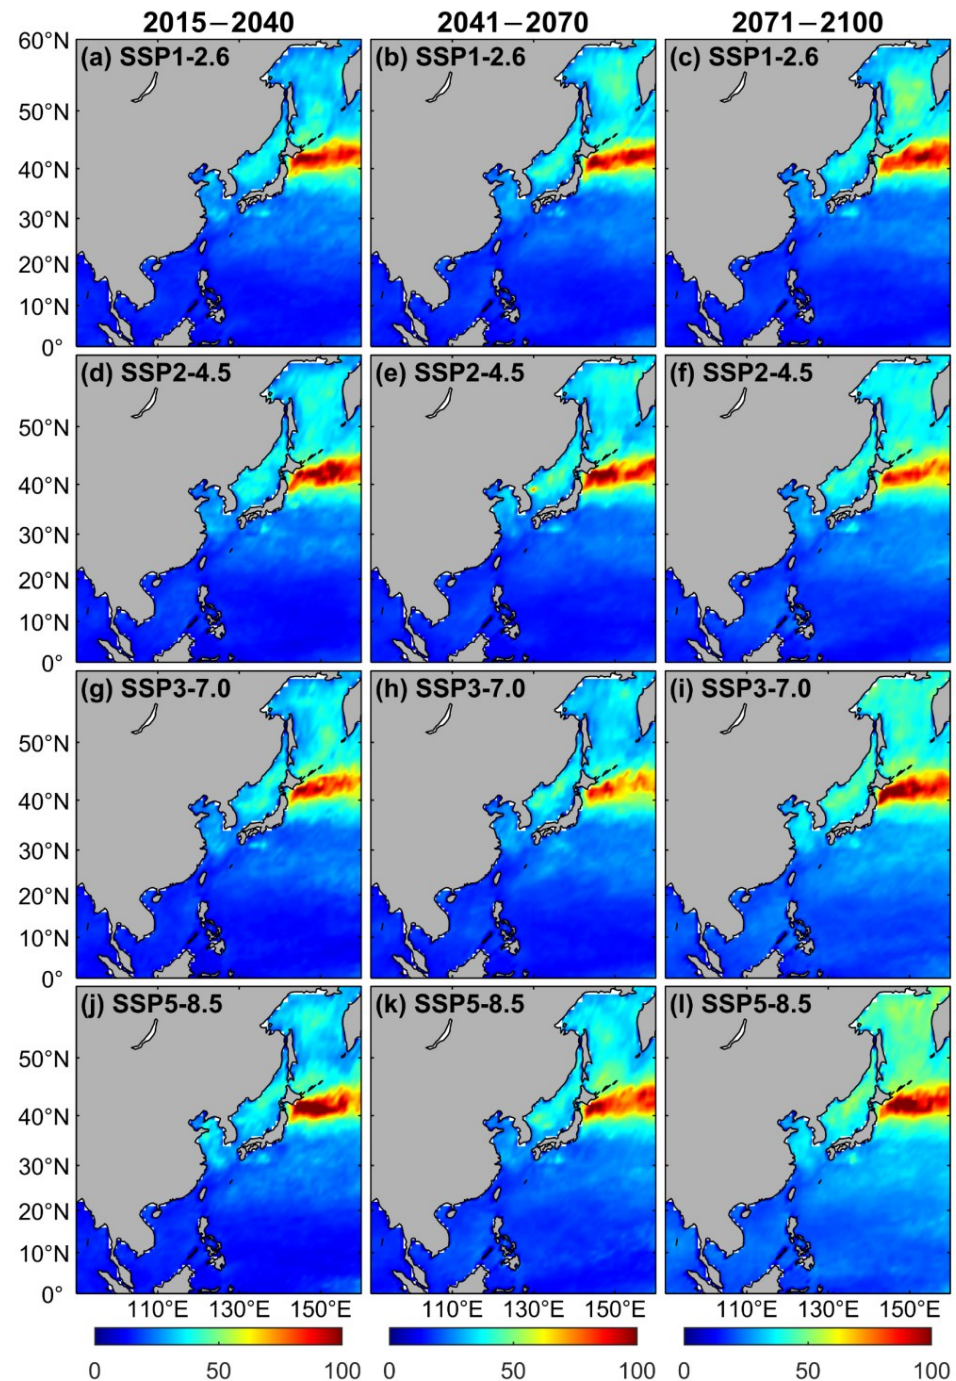 2015−2040 2041−2070 2071−2100
60°N
(a) SSP1-2.6 (b) SSP1-2.6 (c) SSP1-2.6
50°N
40°N
30°N
20°N
10°N
0°
(d) SSP2-4.5 (e) SSP2-4.5 (f) SSP2-4.5
50°N
40°N
30°N
20°N
10°N
0°
(g) SSP3-7.0 (h) SSP3-7.0 (i) SSP3-7.0
50°N
40°N
30°N
20°N
10°N
0°
(j) SSP5-8.5 (k) SSP5-8.5 (l) SSP5-8.5
50°N
40°N
30°N
20°N
10°N
0°
110°E 130°E 150°E 110°E 130°E 150°E 110°E 130°E 150°E
0 50 100 0 50 100 0 50 100